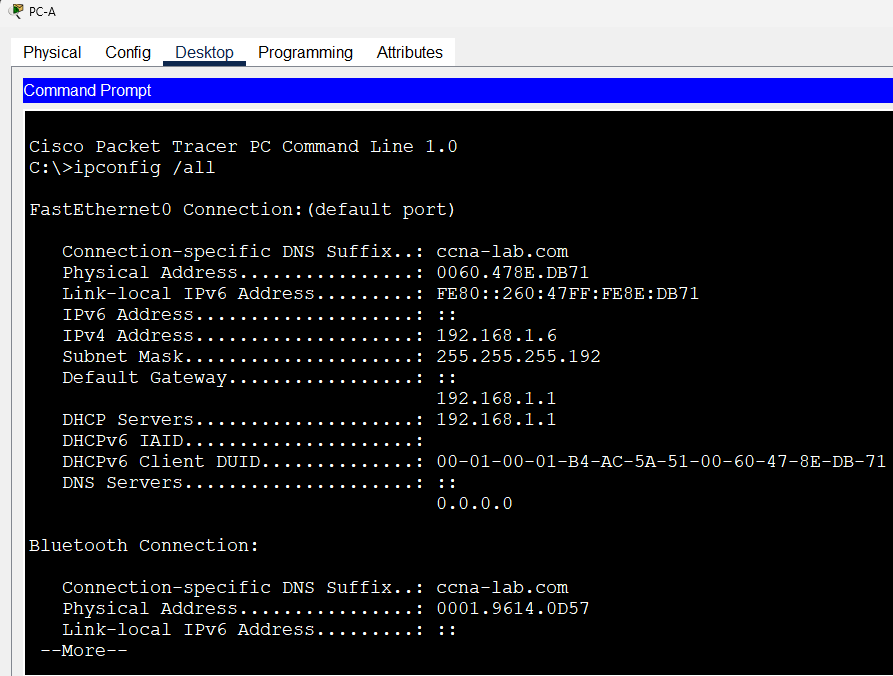 PC-A
Physical Config Desktop Programming Attributes
Command Prompt
Cisco Packet Tracer PC Command Line 1.0
C:\>ipconfig /all
FastEthernet0 Connection:(default port)
Connection-specific DNS Suffix..: ccna-lab.com
Physical Address................: 0060.478E.DB71
Link-local IPv6 Address.........: FE80::260:47FF:FE8E:DB71
IPv6 Address....................: ::
IPv4 Address....................: 192.168.1.6
Subnet Mask.....................: 255.255.255.192
Default Gateway.................: ::
192.168.1.1
DHCP Servers....................: 192.168.1.1
DHCPv6 IAID.....................:
DHCPv6 Client DUID..............: 00-01-00-01-B4-AC-5A-51-00-60-47-8E-DB-71
DNS Servers.....................: ::
0.0.0.0
Bluetooth Connection:
Connection-specific DNS Suffix..: ccna-lab.com
Physical Address................: 0001.9614.0D57
Link-local IPv6 Address.........: ::
--More--